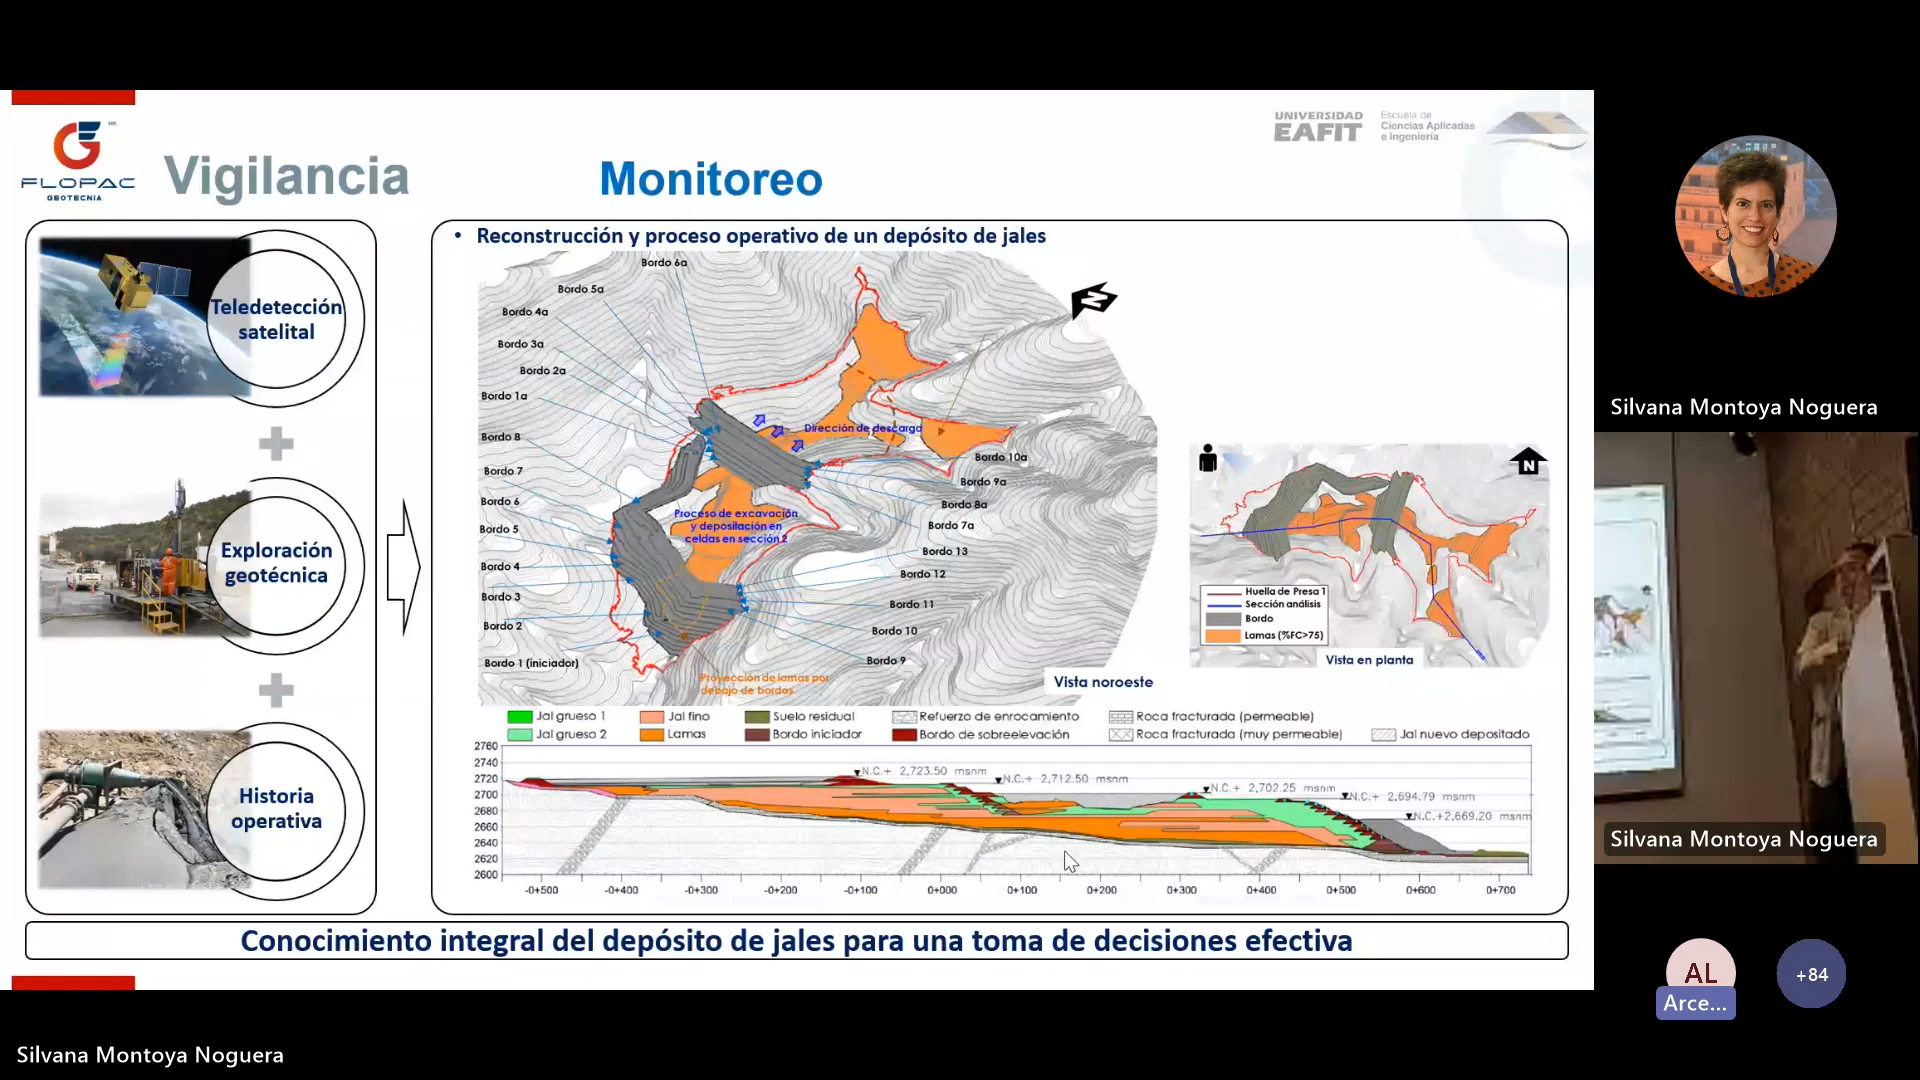 FLOPAC
GEOTECNIA
Vigilancia
Monitoreo
UNIVERSIDAD
EAFIT
Escuela de
Ciencias Aplicadas
e Ingeniería
Teledetección
satelital
Exploración
geotécnica
Historia
operativa
• Reconstrucción y proceso operativo de un depósito de jales
Bordo 6a
Bordo 5a
Bordo 4a
Bordo 3a
Bordo 2a
Bordo 1a
Bordo 8
Bordo 7
Bordo 6
Bordo 5
Bordo 4
Bordo 3
Bordo 2
Bordo 1 (iniciador)
N
Dirección de descarga
Proceso de excavación
y depositación en
celdas en sección 2
Proyección de lamas por
debajo de bordos
Bordo 10a
Bordo 9a
Bordo 8a
Bordo 7a
Bordo 13
Bordo 12
Bordo 11
Bordo 10
Bordo 9
Vista noroeste
N
Huella de Presa 1
Sección análisis
Bordo
Lamas (%FC>75)
Vista en planta
Jal grueso 1
Jal fino
Suelo residual
Refuerzo de enrocamiento
Roca fracturada (permeable)
Jal grueso 2
Lamas
Bordo iniciador
Bordo de sobreelevación
Roca fracturada (muy permeable)
Jal nuevo depositado
2760
2740
2720
2700
2680
2660
2640
2620
2600
N.C.+ 2,723.50 msnm
N.C.+ 2,712.50 msnm
N.C.+ 2,702.25 msnm
N.C.+ 2,694.79 msnm
N.C.+2,669.20 msnm
-0+500
-0+400
-0+300
-0+200
-0+100
0+000
0+100
0+200
0+300
0+400
0+500
0+600
0+700
Conocimiento integral del depósito de jales para una toma de decisiones efectiva
Silvana Montoya Noguera
Silvana Montoya Noguera
AL
Arce...
+84
Silvana Montoya Noguera